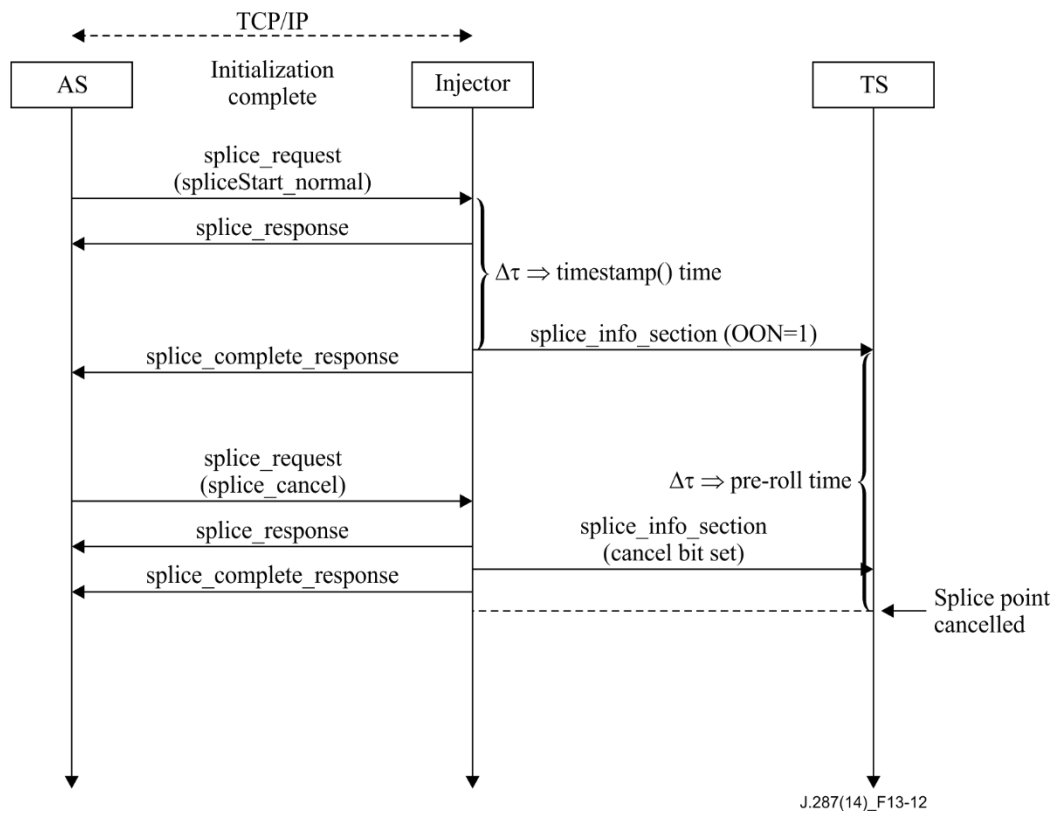 TCP/IP
AS
Initialization
complete
Injector
TS
splice_request
(spliceStart_normal)
splice_response
Δτ ⇒ timestamp() time
splice_info_section (OON=1)
splice_complete_response
splice_request
(splice_cancel)
Δτ ⇒ pre-roll time
splice_response
splice_info_section
(cancel bit set)
splice_complete_response
Splice point
cancelled
J.287(14)_F13-12